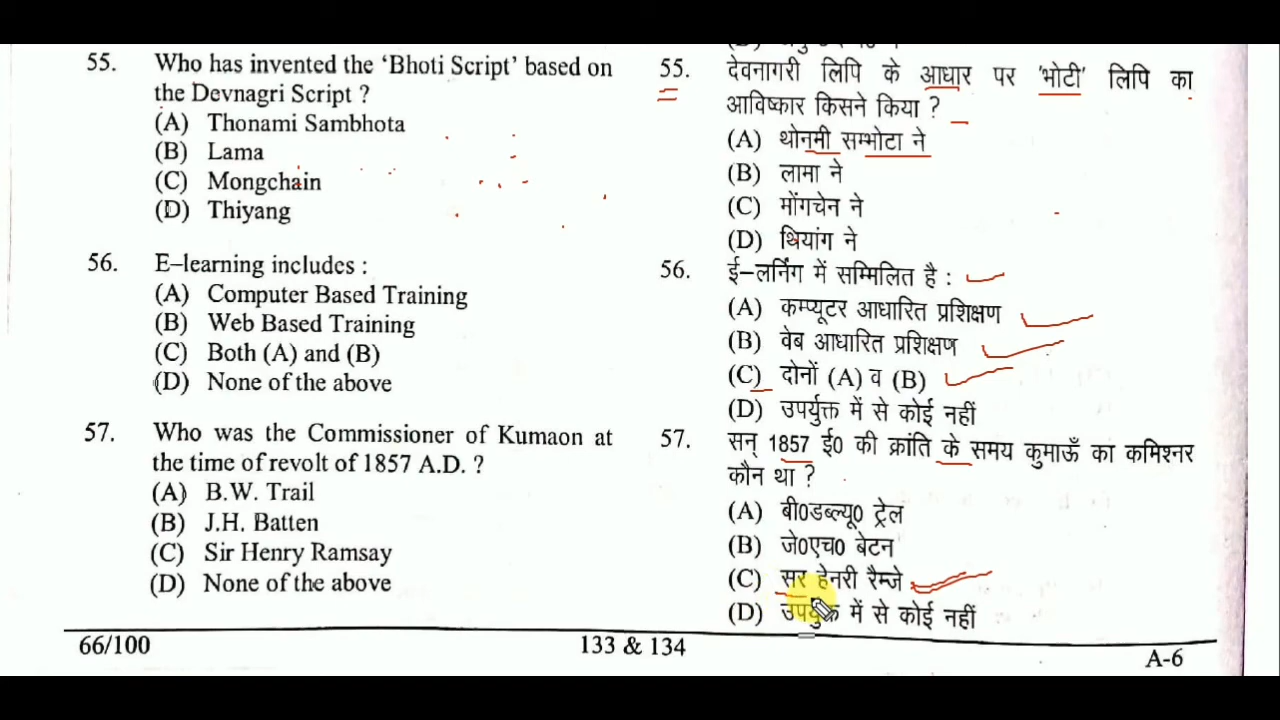 55. Who has invented the ‘Bhoti Script’ based on
the Devnagri Script ?
(A) Thonami Sambhota
(B) Lama
(C) Mongchain
(D) Thiyang
56. E–learning includes :
(A) Computer Based Training
(B) Web Based Training
(C) Both (A) and (B)
(D) None of the above
57. Who was the Commissioner of Kumaon at
the time of revolt of 1857 A.D. ?
(A) B.W. Trail
(B) J.H. Batten
(C) Sir Henry Ramsay
(D) None of the above
55. देवनागरी लिपि के आधार पर 'भोटी' लिपि का
आविष्कार किसने किया ?
(A) थोनमी सम्भोटा ने
(B) लामा ने
(C) मोंगचेन ने
(D) थियांग ने
56. ई–लर्निंग में सम्मिलित है :
(A) कम्प्यूटर आधारित प्रशिक्षण
(B) वेब आधारित प्रशिक्षण
(C) दोनों (A) व (B)
(D) उपर्युक्त में से कोई नहीं
57. सन् 1857 ई0 की क्रांति के समय कुमाऊँ का कमिश्नर
कौन था ?
(A) बी0डब्ल्यू0 ट्रेल
(B) जे0एच0 बेटन
(C) सर हेनरी रैम्जे
(D) उपर्युक्त में से कोई नहीं
66/100 133 & 134 A-6